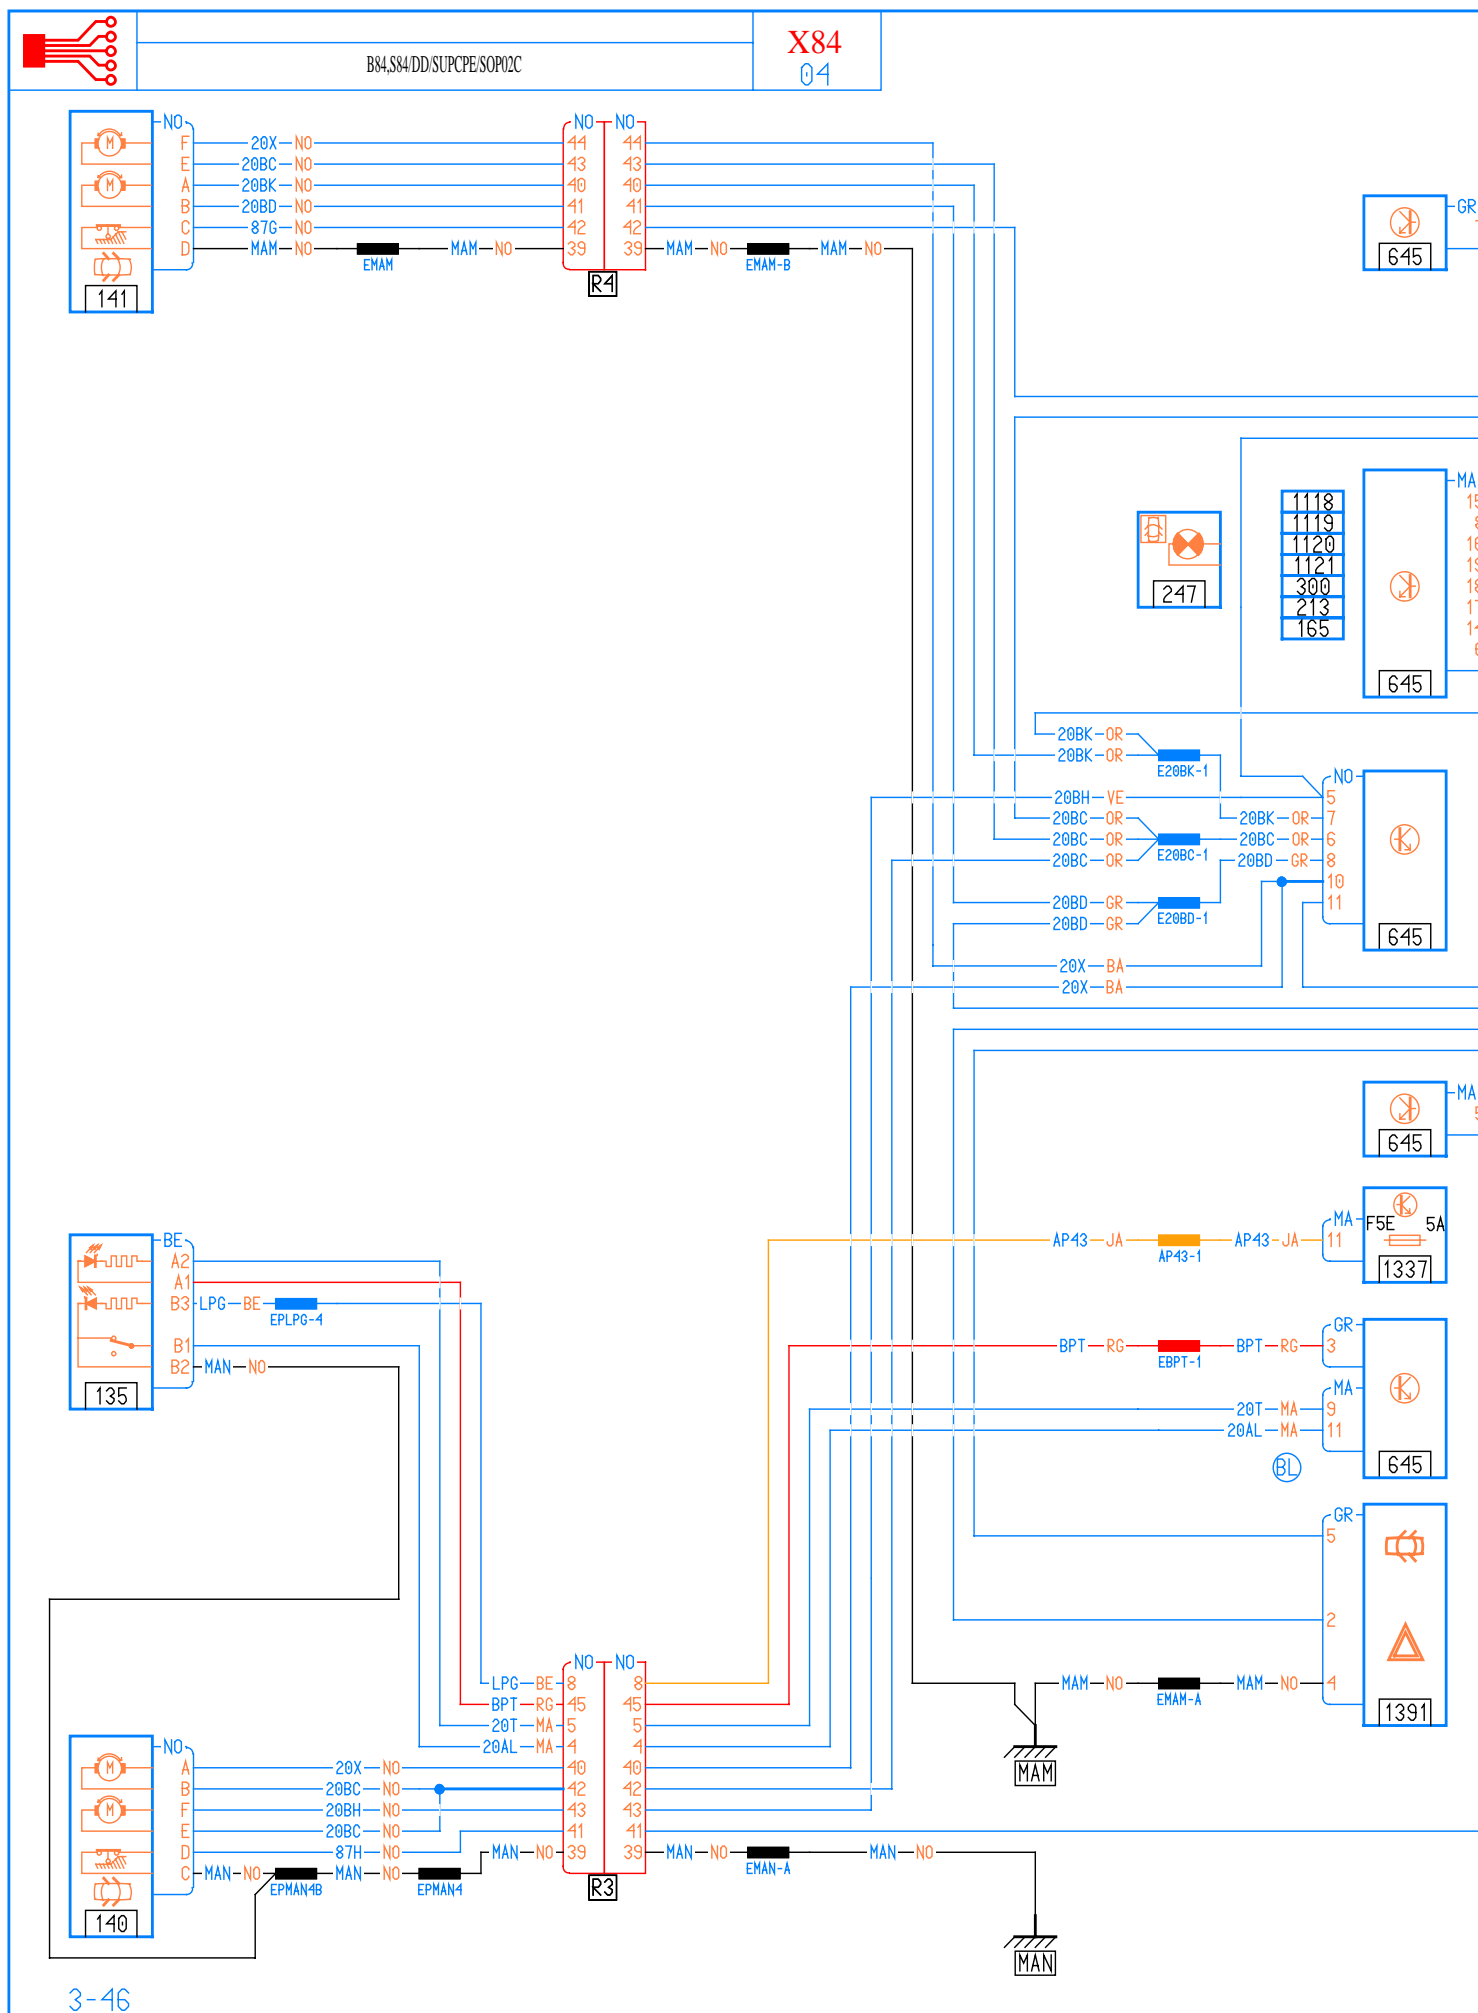 X84
B84,S84/DD/SUPCPE/SOP02C
04
NO NO NO
F 20X NO 44 44
E 20BC NO 43 43
A 20BK NO 40 40
B 20BD NO 41 41
C 87G NO 42 42
D MAM NO MAM NO 39 39 MAM NO MAM NO
EMAM EMAM-B
141 R4
GR
645
MA
1118
1119
1120
1121
300
213
165
247
645
20BK OR
20BK OR
E20BK-1
NO
20BH VE 5
20BC OR 20BK OR 7
20BC OR 20BC OR 6
20BC OR E20BC-1 20BD GR 8
10
20BD GR 11
20BD GR E20BD-1
645
20X BA
20X BA
MA
645
BE
A2
A1
B3 LPG BE
EPLPG-4
B1
B2 MAN NO
135
AP43 JA AP43 JA MA 11
AP43-1
F5E 5A
1337
GR
BPT RG BPT RG 3
EBPT-1
MA
20T MA 9
20AL MA 11
BL
645
GR
5
2
MAM NO MAM NO 4
EMAM-A
1391
NO NO
LPG BE 8 8
BPT RG 45 45
20T MA 5 5
20AL MA 4 4
NO
A 20X NO 40 40
B 20BC NO 42 42
F 20BH NO 43 43
E 20BC NO
D 87H NO 41 41
C MAN NO MAN NO MAN NO 39 39 MAN NO MAN NO
EPMAN4B EPMAN4 EMAN-A
140 R3
MAM
MAN
3-46